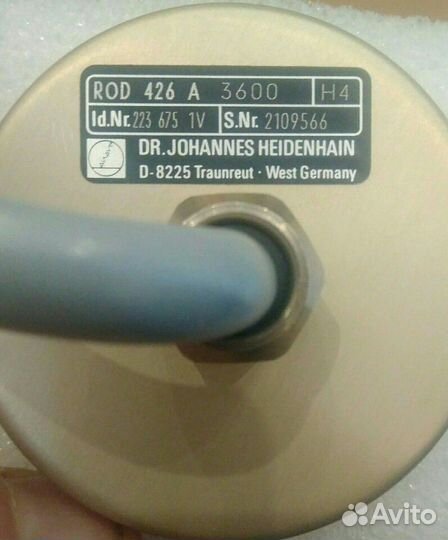 ROD 426 A 3600 H4
Id.Nr. 223 675 1V S.Nr. 2109566
DR. JOHANNES HEIDENHAIN
D-8225 Traunreut · West Germany
Avito